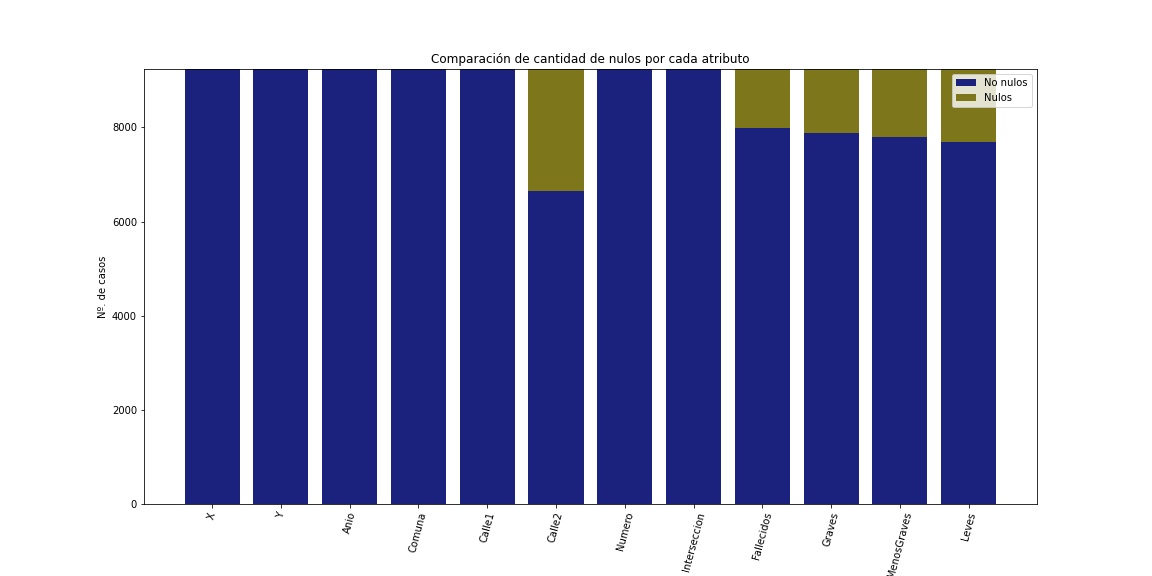 Comparación de cantidad de nulos por cada atributo
No nulos
Nulos
Nº. de casos
8000
6000
4000
2000
0
X
Y
Anio
Comuna
Calle1
Calle2
Numero
Interseccion
Fallecidos
Graves
MenosGraves
Leves